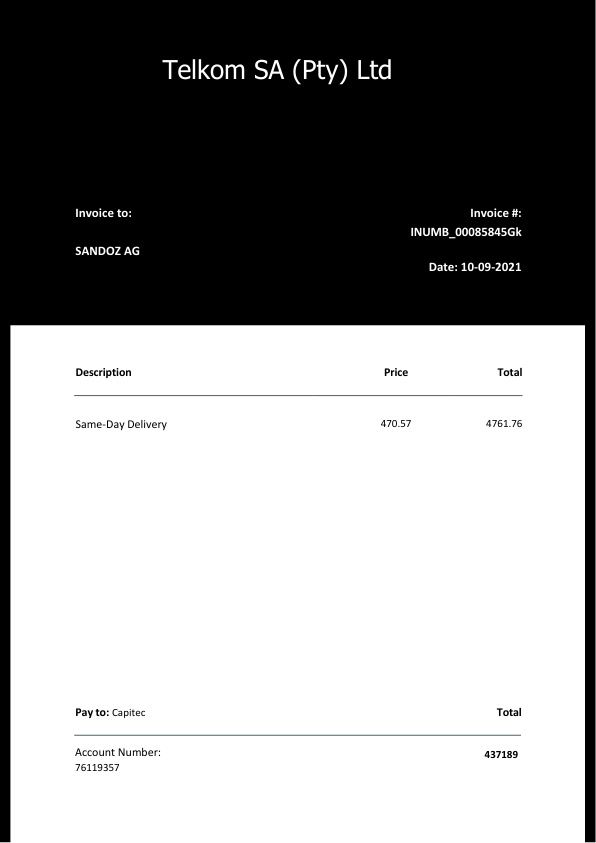 Telkom SA (Pty) Ltd
Invoice to:
Invoice #:
INUMB_00085845Gk
SANDOZ AG
Date: 10-09-2021
Description Price Total
Same-Day Delivery 470.57 4761.76
Pay to: Capitec Total
Account Number: 437189
76119357